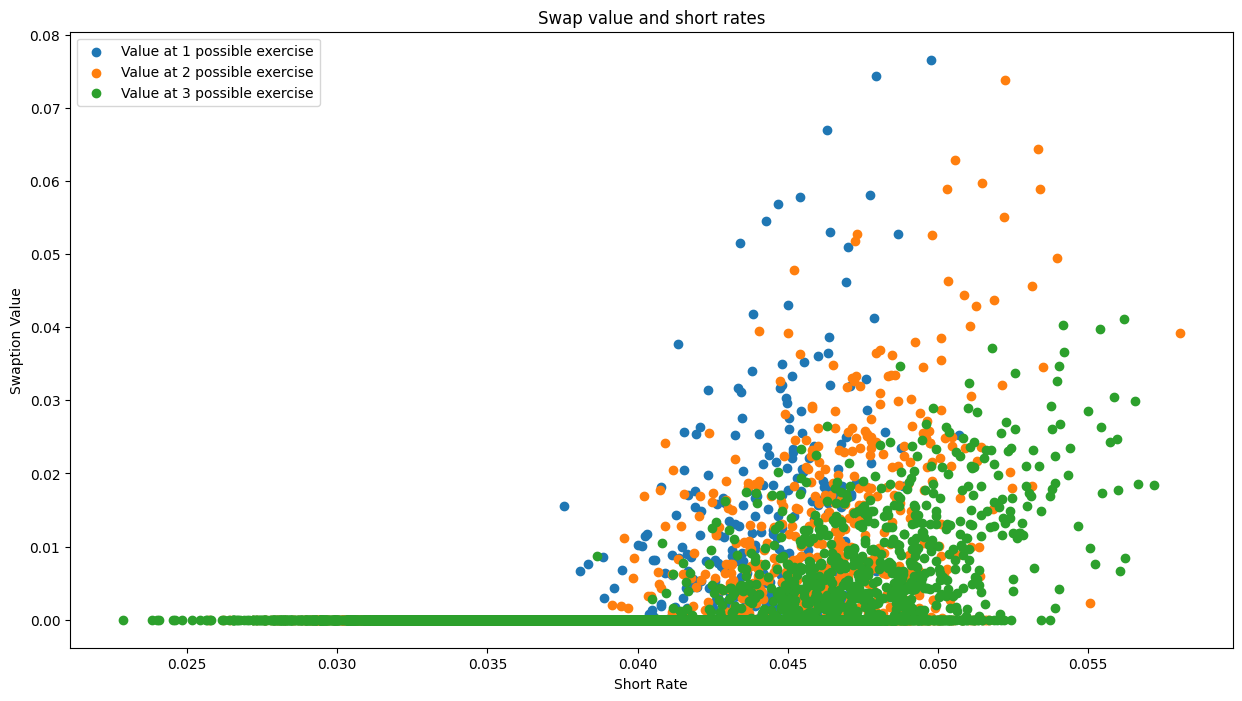 Swap value and short rates
Value at 1 possible exercise
Value at 2 possible exercise
Value at 3 possible exercise
0.08
0.07
0.06
0.05
0.04
0.03
0.02
0.01
0.00
Swaption Value
0.025
0.030
0.035
0.040
0.045
0.050
0.055
Short Rate